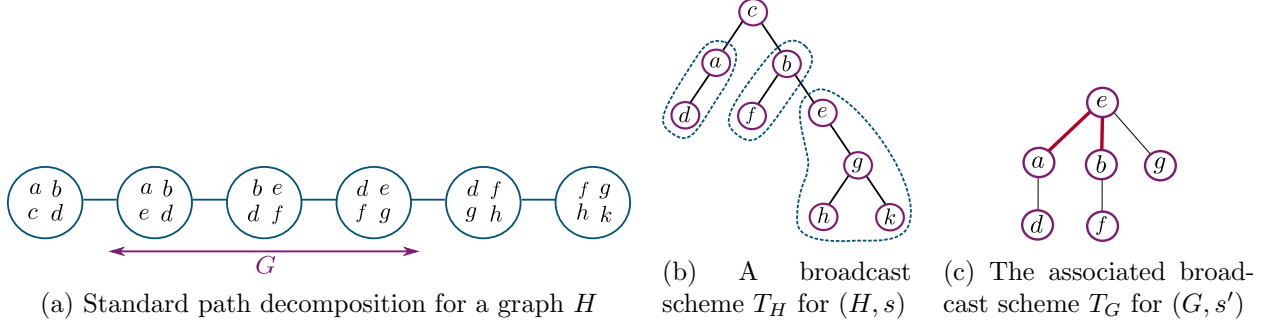 a b
c d
a b
e d
b e
d f
d e
f g
d f
g h
f g
h k
G
(a) Standard path decomposition for a graph H
c
a
b
d
f
e
g
h
k
(b) A broadcast
scheme T_H for (H, s)
e
a
b
g
d
f
(c) The associated broad-
cast scheme T_G for (G, s′)